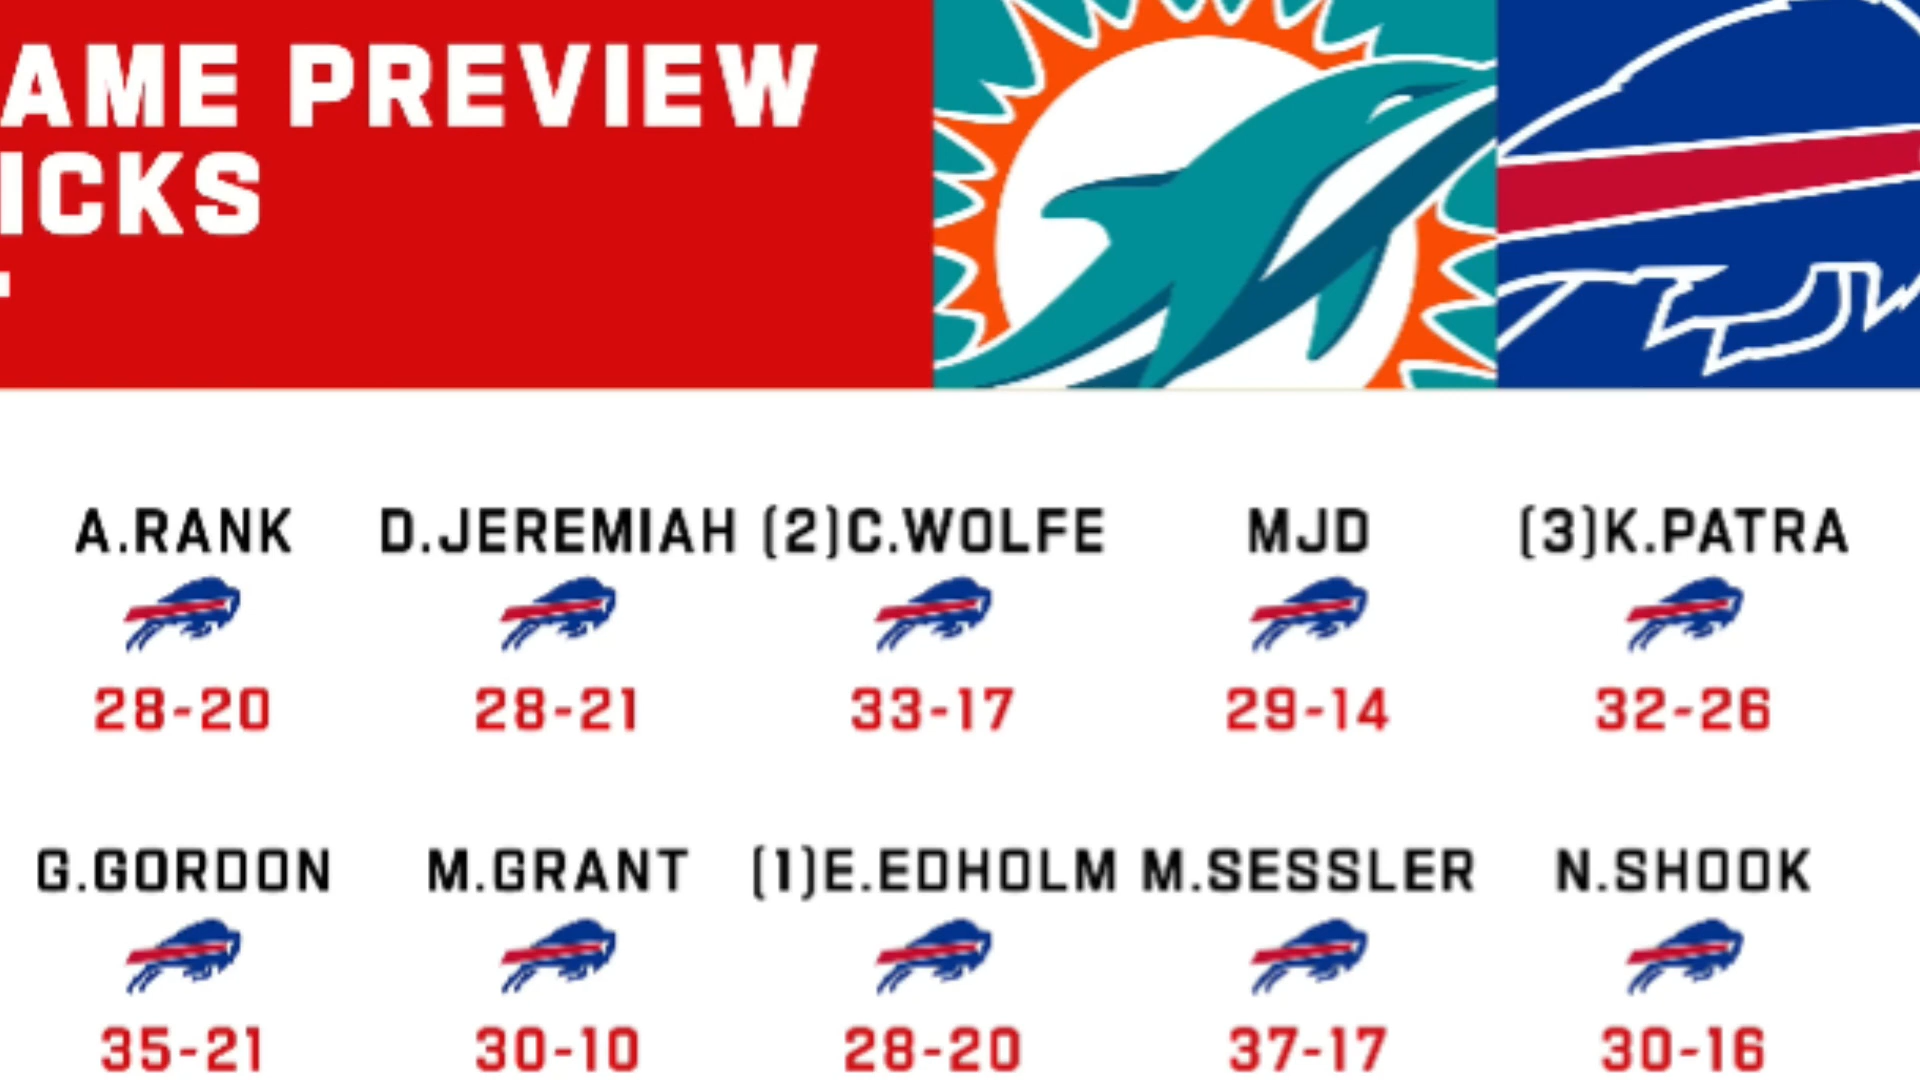 AME PREVIEW
ICKS
A.RANK D.JEREMIAH (2)C.WOLFE MJD (3)K.PATRA
28-20 28-21 33-17 29-14 32-26
G.GORDON M.GRANT (1)E.EDHOLM M.SESSLER N.SHOOK
35-21 30-10 28-20 37-17 30-16